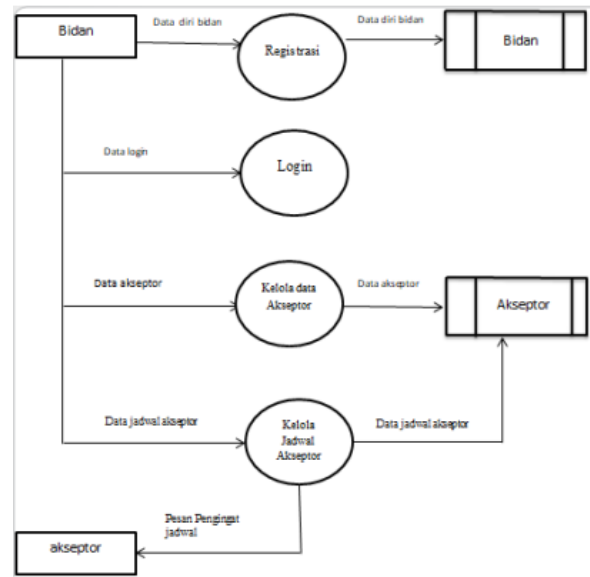 Bidan
Data diri bidan
Registrasi
Data diri bidan
Bidan
Data login
Login
Data akseptor
Kelola data
Akseptor
Data akseptor
Akseptor
Data jadwal akseptor
Kelola
Jadwal
Akseptor
Data jadwal akseptor
Pesan Pengingat
jadwal
akseptor